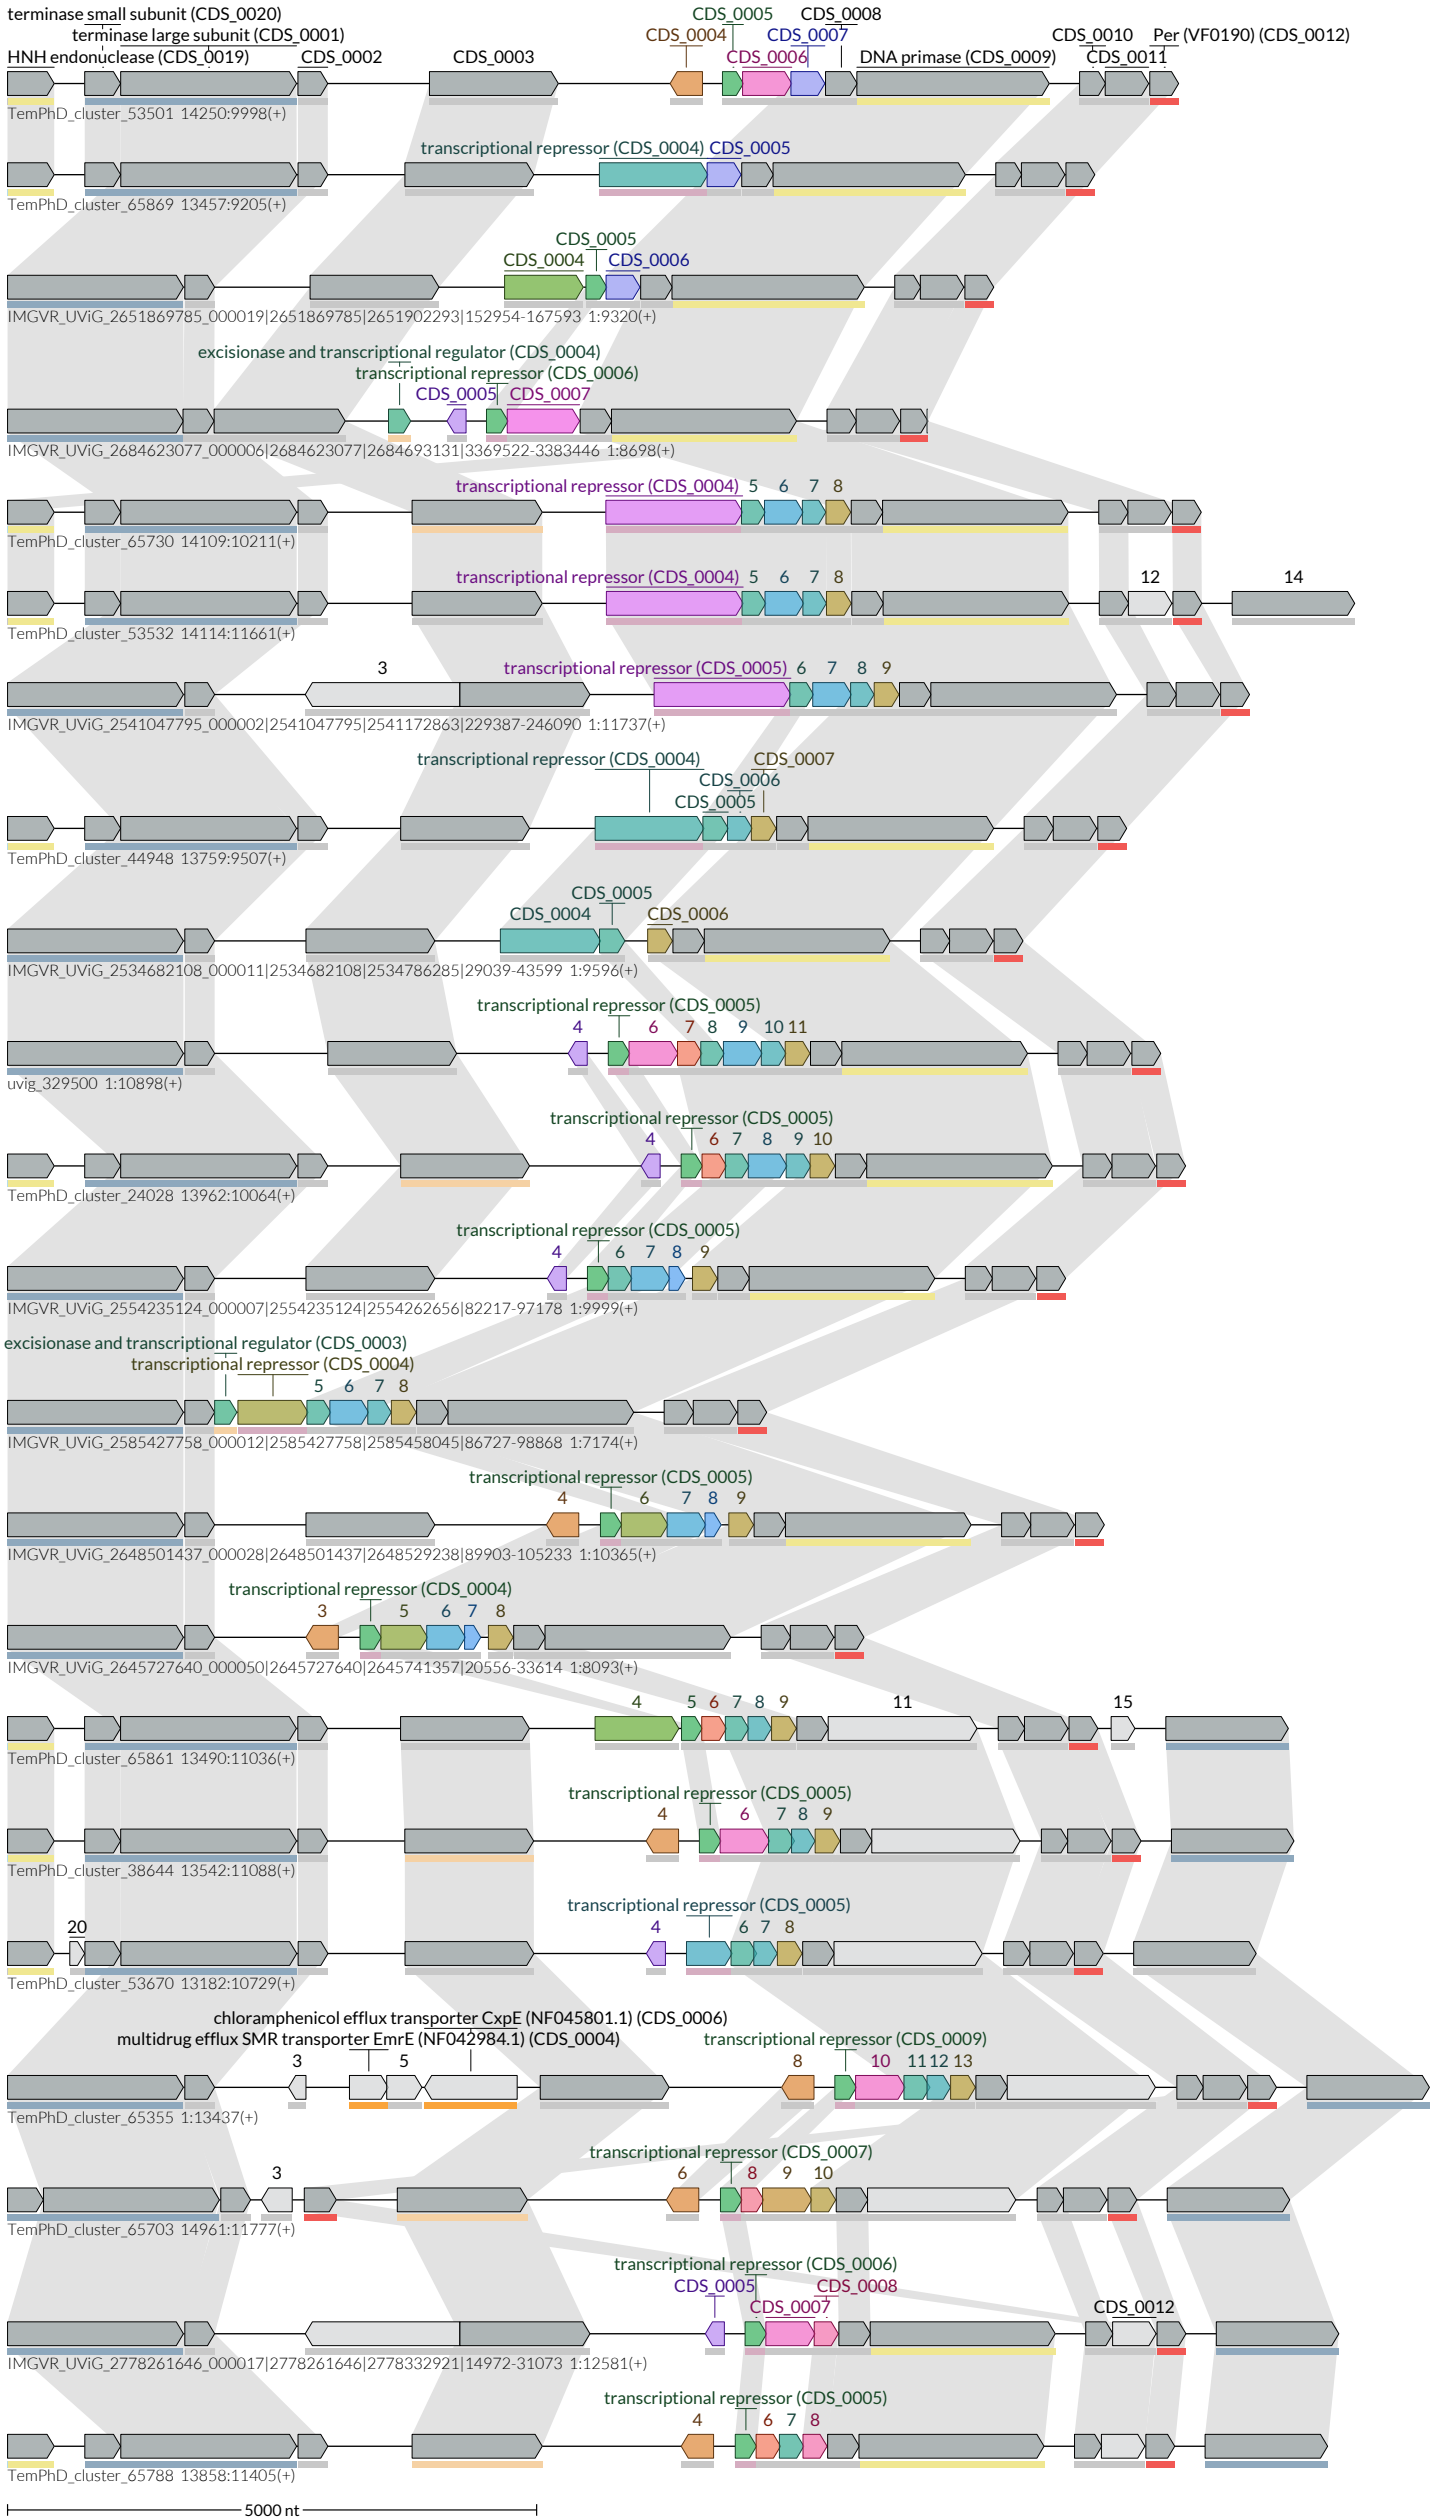 terminase small subunit (CDS_0020) CDS_0005 CDS_0008
terminase large subunit (CDS_0001) CDS_0004 CDS_0007 CDS_0010 Per (VF0190) (CDS_0012)
HNH endonuclease (CDS_0019) CDS_0002 CDS_0003 CDS_0006 DNA primase (CDS_0009) CDS_0011
TemPhD_cluster_53501 14250:9998(+)
transcriptional repressor (CDS_0004) CDS_0005
TemPhD_cluster_65869 13457:9205(+)
CDS_0005
CDS_0004 CDS_0006
IMGVR_UViG_2651869785_000019|2651869785|2651902293|152954-167593 1:9320(+)
excisionase and transcriptional regulator (CDS_0004)
transcriptional repressor (CDS_0006)
CDS_0005 CDS_0007
IMGVR_UViG_2684623077_000006|2684623077|2684693131|3369522-3383446 1:8698(+)
transcriptional repressor (CDS_0004) 5 6 7 8
TemPhD_cluster_65730 14109:10211(+)
transcriptional repressor (CDS_0004) 5 6 7 8 12 14
TemPhD_cluster_53532 14114:11661(+)
3 transcriptional repressor (CDS_0005) 6 7 8 9
IMGVR_UViG_2541047795_000002|2541047795|2541172863|229387-246090 1:11737(+)
transcriptional repressor (CDS_0004) CDS_0007
CDS_0006
CDS_0005
TemPhD_cluster_44948 13759:9507(+)
CDS_0005
CDS_0004 CDS_0006
IMGVR_UViG_2534682108_000011|2534682108|2534786285|29039-43599 1:9596(+)
transcriptional repressor (CDS_0005)
4 6 7 8 9 10 11
uvig_329500 1:10898(+)
transcriptional repressor (CDS_0005)
4 6 7 8 9 10
TemPhD_cluster_24028 13962:10064(+)
transcriptional repressor (CDS_0005)
4 6 7 8 9
IMGVR_UViG_2554235124_000007|2554235124|2554262656|82217-97178 1:9999(+)
excisionase and transcriptional regulator (CDS_0003)
transcriptional repressor (CDS_0004)
5 6 7 8
IMGVR_UViG_2585427758_000012|2585427758|2585458045|86727-98868 1:7174(+)
transcriptional repressor (CDS_0005)
4 6 7 8 9
IMGVR_UViG_2648501437_000028|2648501437|2648529238|89903-105233 1:10365(+)
transcriptional repressor (CDS_0004)
3 5 6 7 8
IMGVR_UViG_2645727640_000050|2645727640|2645741357|20556-33614 1:8093(+)
4 5 6 7 8 9 11 15
TemPhD_cluster_65861 13490:11036(+)
transcriptional repressor (CDS_0005)
4 6 7 8 9
TemPhD_cluster_38644 13542:11088(+)
transcriptional repressor (CDS_0005)
20 4 6 7 8
TemPhD_cluster_53670 13182:10729(+)
chloramphenicol efflux transporter CxpE (NF045801.1) (CDS_0006)
multidrug efflux SMR transporter EmrE (NF042984.1) (CDS_0004) transcriptional repressor (CDS_0009)
3 5 8 10 11 12 13
TemPhD_cluster_65355 1:13437(+)
transcriptional repressor (CDS_0007)
3 6 8 9 10
TemPhD_cluster_65703 14961:11777(+)
transcriptional repressor (CDS_0006)
CDS_0005 CDS_0008
CDS_0007 CDS_0012
IMGVR_UViG_2778261646_000017|2778261646|2778332921|14972-31073 1:12581(+)
transcriptional repressor (CDS_0005)
4 6 7 8
TemPhD_cluster_65788 13858:11405(+)
5000 nt